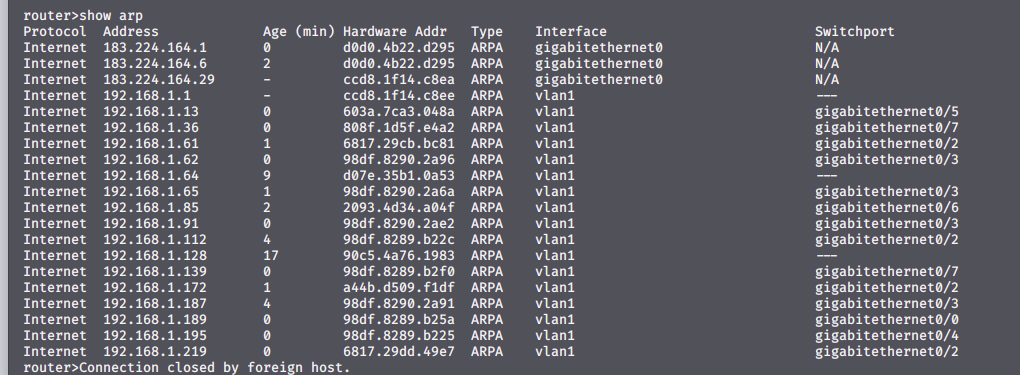 router>show arp
Protocol  Address             Age (min) Hardware Addr  Type   Interface                          Switchport
Internet  183.224.164.1       0         d0d0.4b22.d295  ARPA   gigabitethernet0                   N/A
Internet  183.224.164.6       2         d0d0.4b22.d295  ARPA   gigabitethernet0                   N/A
Internet  183.224.164.29      -         ccd8.1f14.c8ea  ARPA   gigabitethernet0                   N/A
Internet  192.168.1.1         -         ccd8.1f14.c8ee  ARPA   vlan1                              ---
Internet  192.168.1.13        0         603a.7ca3.048a  ARPA   vlan1                              gigabitethernet0/5
Internet  192.168.1.36        0         808f.1d5f.e4a2  ARPA   vlan1                              gigabitethernet0/7
Internet  192.168.1.61        1         6817.29cb.bc81  ARPA   vlan1                              gigabitethernet0/2
Internet  192.168.1.62        0         98df.8290.2a96  ARPA   vlan1                              gigabitethernet0/3
Internet  192.168.1.64        9         d07e.35b1.0a53  ARPA   vlan1                              ---
Internet  192.168.1.65        1         98df.8290.2a6a  ARPA   vlan1                              gigabitethernet0/3
Internet  192.168.1.85        2         2093.4d34.a04f  ARPA   vlan1                              gigabitethernet0/6
Internet  192.168.1.91        0         98df.8290.2ae2  ARPA   vlan1                              gigabitethernet0/3
Internet  192.168.1.112       4         98df.8289.b22c  ARPA   vlan1                              gigabitethernet0/2
Internet  192.168.1.128       17        90c5.4a76.1983  ARPA   vlan1                              ---
Internet  192.168.1.139       0         98df.8289.b2f0  ARPA   vlan1                              gigabitethernet0/7
Internet  192.168.1.172       1         a44b.d509.f1df  ARPA   vlan1                              gigabitethernet0/2
Internet  192.168.1.187       4         98df.8290.2a91  ARPA   vlan1                              gigabitethernet0/3
Internet  192.168.1.189       0         98df.8289.b25a  ARPA   vlan1                              gigabitethernet0/0
Internet  192.168.1.195       0         98df.8289.b225  ARPA   vlan1                              gigabitethernet0/4
Internet  192.168.1.219       0         6817.29dd.49e7  ARPA   vlan1                              gigabitethernet0/2
router>Connection closed by foreign host.